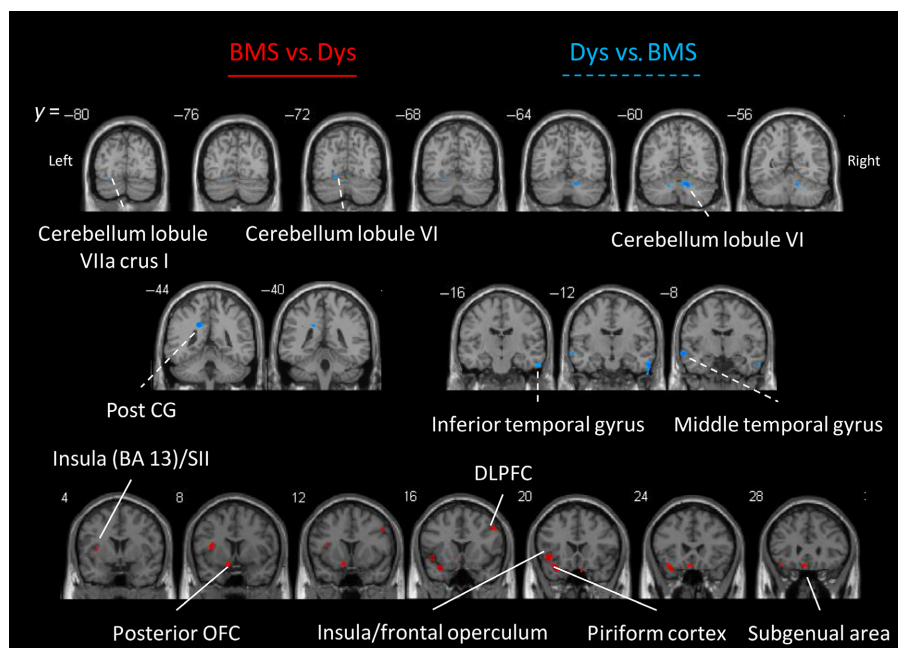 BMS vs. Dys
Dys vs. BMS
y = −80 −76 −72 −68 −64 −60 −56
Left
Right
Cerebellum lobule
VIIa crus I
Cerebellum lobule VI
Cerebellum lobule VI
−44 −40 −16 −12 −8
Post CG
Inferior temporal gyrus
Middle temporal gyrus
Insula (BA 13)/SII
DLPFC
4 8 12 16 20 24 28
Posterior OFC
Insula/frontal operculum
Piriform cortex
Subgenual area